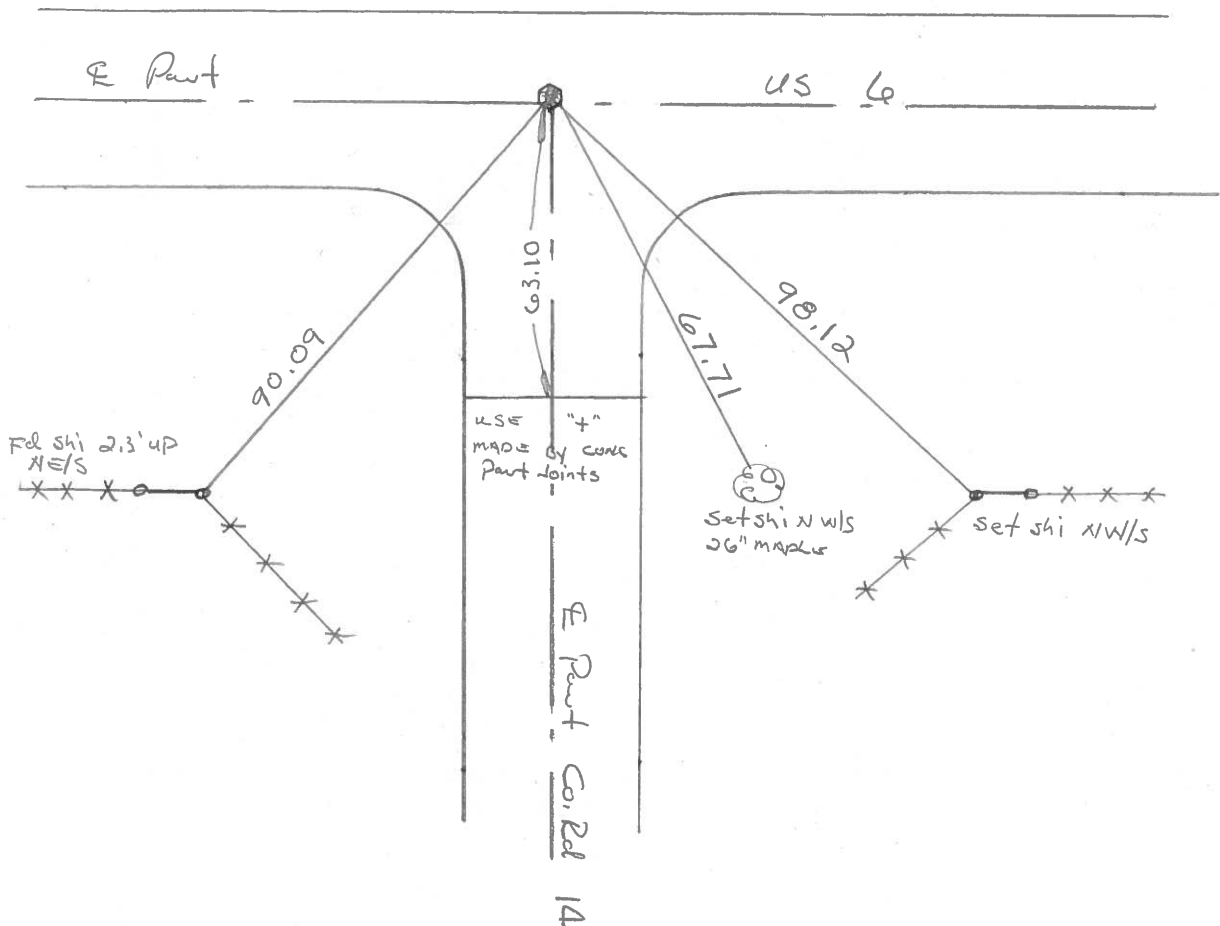 ℄ Pavt
US 6
63.10
90.09
67.71
98.12
Fd shi 2.3' up
NE/S
USE "+"
MADE By CONC
Pavt Joints
Set shi NW/S
26" MAPLE
Set shi NW/S
℄ Pavt Co. Rd 14